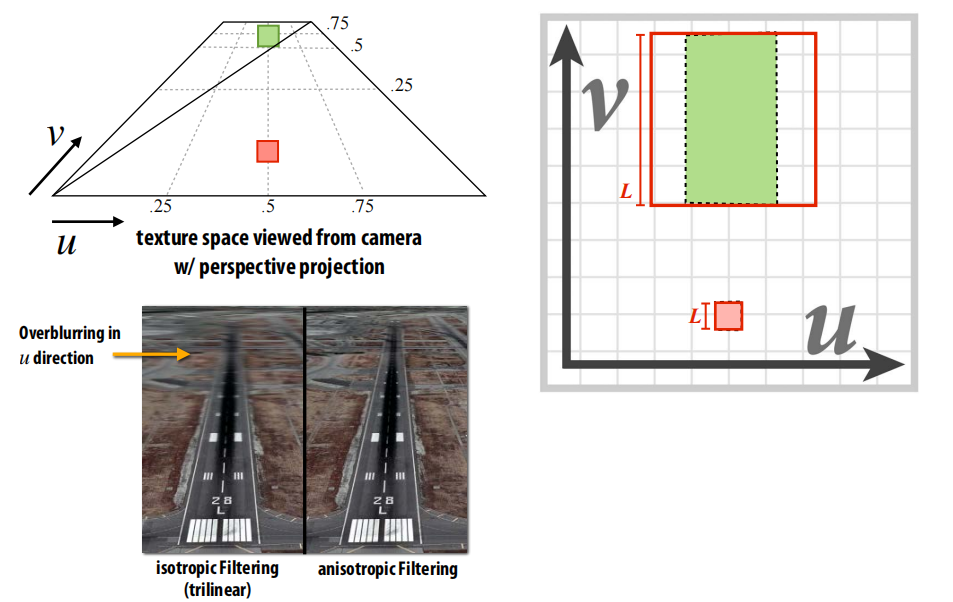 .75
.5
.25
v
.25 .5 .75
u
texture space viewed from camera
w/ perspective projection
v
L
L
u
Overblurring in
u direction
28
L
28
L
isotropic Filtering
(trilinear)
anisotropic Filtering